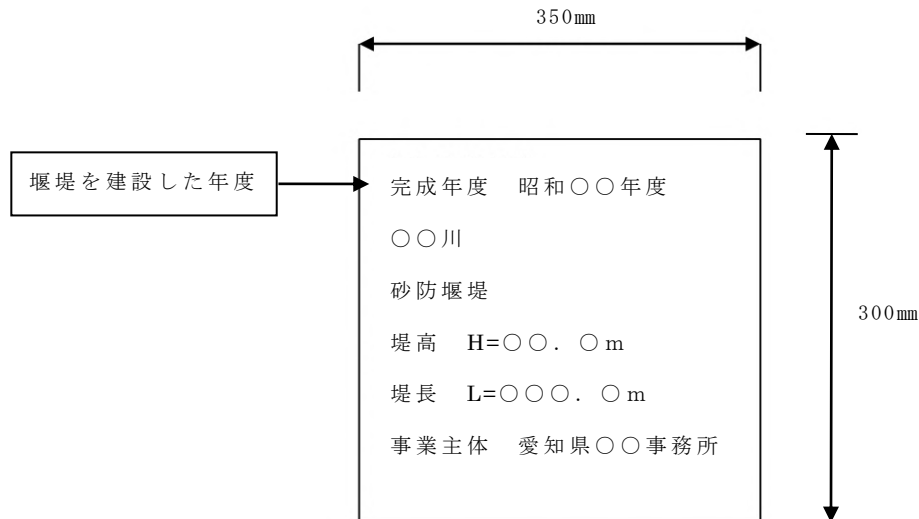 350㎜
堰堤を建設した年度
完成年度　昭和○○年度
○○川
砂防堰堤
堤高　H=○○．○ｍ
堤長　L=○○○．○ｍ
事業主体　愛知県○○事務所
300㎜